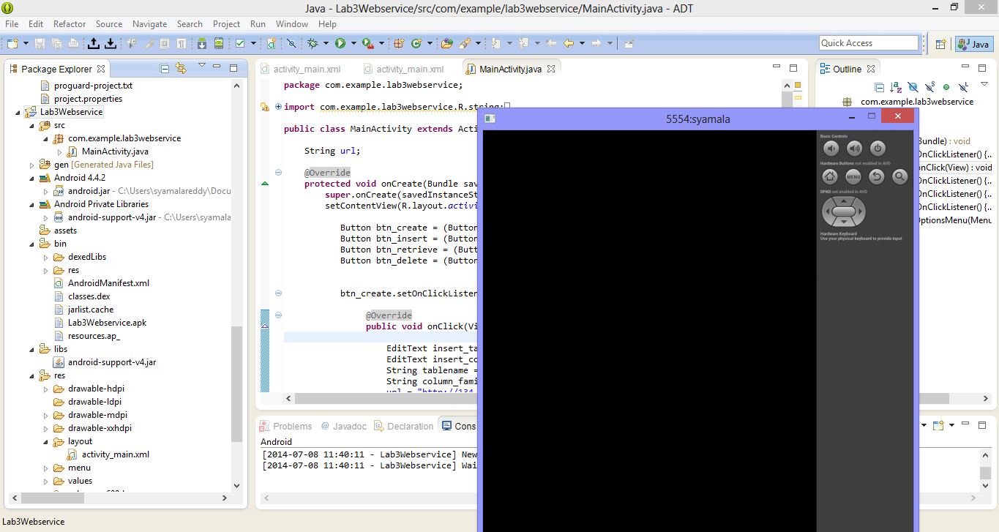 Java - Lab3Webservice/src/com/example/lab3webservice/MainActivity.java - ADT
File Edit Refactor Source Navigate Search Project Run Window Help
Quick Access
Java
Package Explorer
proguard-project.txt
project.properties
Lab3Webservice
src
com.example.lab3webservice
MainActivity.java
gen [Generated Java Files]
Android 4.4.2
android.jar - C:\Users\syamalareddy\Docu
Android Private Libraries
android-support-v4.jar - C:\Users\syamala
assets
bin
dexedLibs
res
AndroidManifest.xml
classes.dex
jarlist.cache
Lab3Webservice.apk
resources.ap_
libs
android-support-v4.jar
res
drawable-hdpi
drawable-ldpi
drawable-mdpi
drawable-xxhdpi
layout
activity_main.xml
menu
values
activity_main.xml
activity_main.xml
MainActivity.java
package com.example.lab3webservice;
import com.example.lab3webservice.R.string;
public class MainActivity extends Acti
String url;
@Override
protected void onCreate(Bundle sav
super.onCreate(savedInstanceSt
setContentView(R.layout.activi
Button btn_create = (Button
Button btn_insert = (Button
Button btn_retrieve = (Butt
Button btn_delete = (Button
btn_create.setOnClickListen
@Override
public void onClick(Vi
EditText insert_ta
EditText insert_co
String tablename =
String column_fami
url = "http://134
Problems
Javadoc
Declaration
Cons
Android
[2014-07-08 11:40:11 - Lab3Webservice] New
[2014-07-08 11:40:11 - Lab3Webservice] Wai
Outline
com.example.lab3webservice
Bundle) : void
OnClickListener() {..
onClick(View) : void
OnClickListener() {..
OnClickListener() {..
OnClickListener() {..
OptionsMenu(Menu
5554:syamala
Basic Controls
Hardware Buttons not enabled in AVD
MENU
DPAD not enabled in AVD
Hardware Keyboard
Use your physical keyboard to provide input
Lab3Webservice